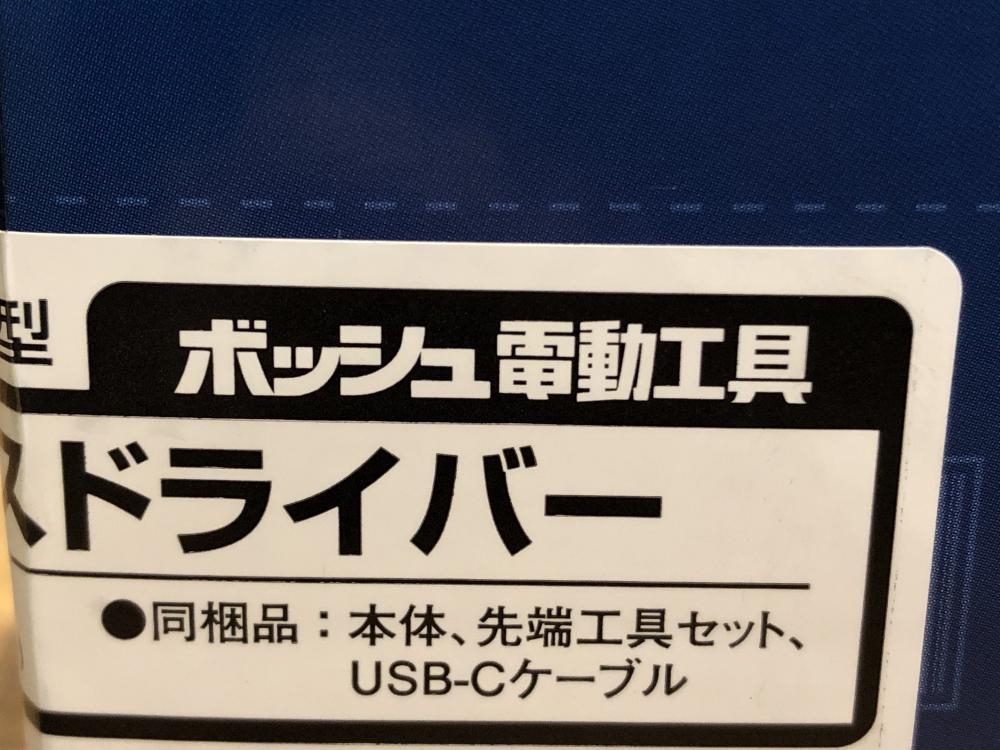 型
ボッシュ電動工具
スドライバー
●同梱品：本体、先端工具セット、
USB-Cケーブル